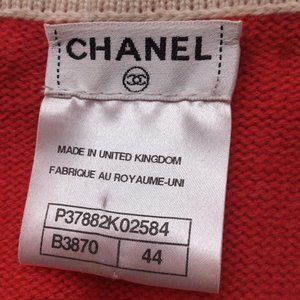 CHANEL
MADE IN UNITED KINGDOM
FABRIQUE AU ROYAUME-UNI
P37882K02584
B3870 44